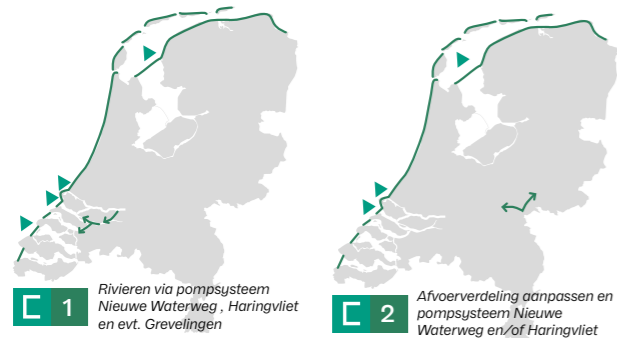 1
Rivieren via pompsysteem
Nieuwe Waterweg , Haringvliet
en evt. Grevelingen
2
Afvoerverdeling aanpassen en
pompsysteem Nieuwe
Waterweg en/of Haringvliet